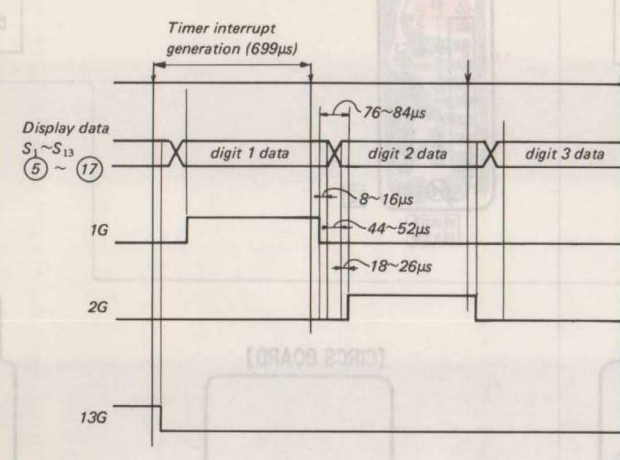 Timer interrupt
generation (699µs)
76~84µs
Display data
S₁~S₁₃
⑤ ~ ⑰
digit 1 data
digit 2 data
digit 3 data
8~16µs
1G
44~52µs
18~26µs
2G
[CIRCS BOARD]
13G